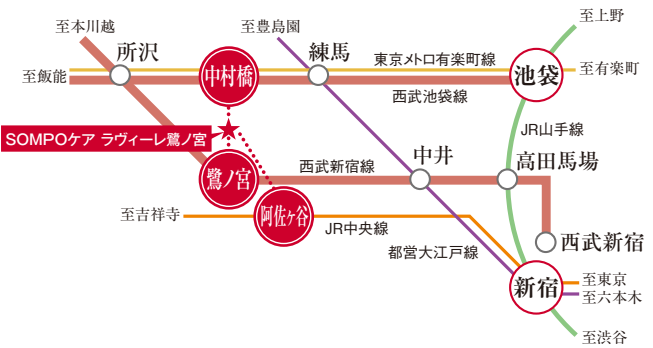 至上野
至本川越
至豊島園
所沢
練馬
東京メトロ有楽町線
至飯能
中村橋
池袋
至有楽町
西武池袋線
JR山手線
SOMPOケア ラヴィーレ鷺ノ宮
西武新宿線
中井
高田馬場
鷺ノ宮
至吉祥寺
阿佐ヶ谷
JR中央線
西武新宿
都営大江戸線
新宿
至東京
至六本木
至渋谷